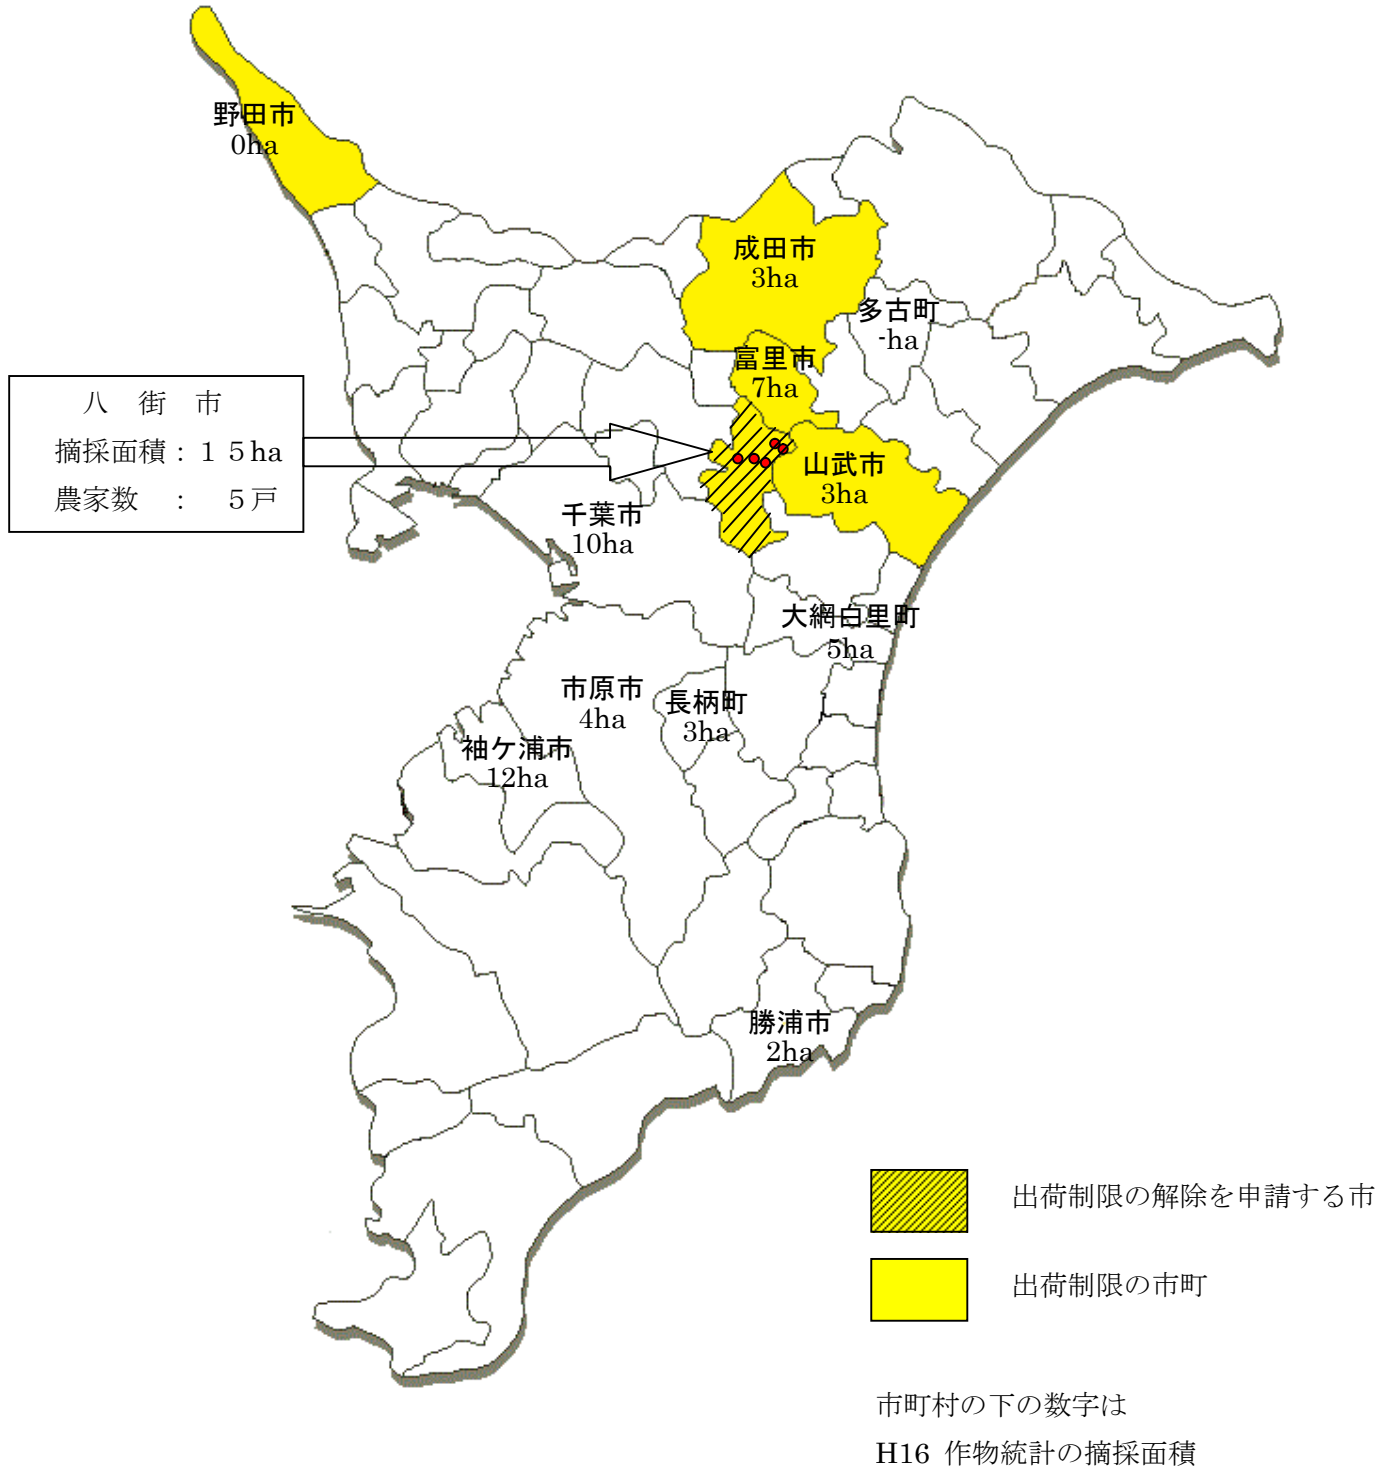 野田市
0ha
成田市
3ha
多古町
-ha
富里市
7ha
八 街 市
摘採面積：１５ha
農家数 ： ５戸
山武市
3ha
千葉市
10ha
大網白里町
5ha
市原市
4ha
長柄町
3ha
袖ケ浦市
12ha
勝浦市
2ha
出荷制限の解除を申請する市
出荷制限の市町
市町村の下の数字は
H16 作物統計の摘採面積